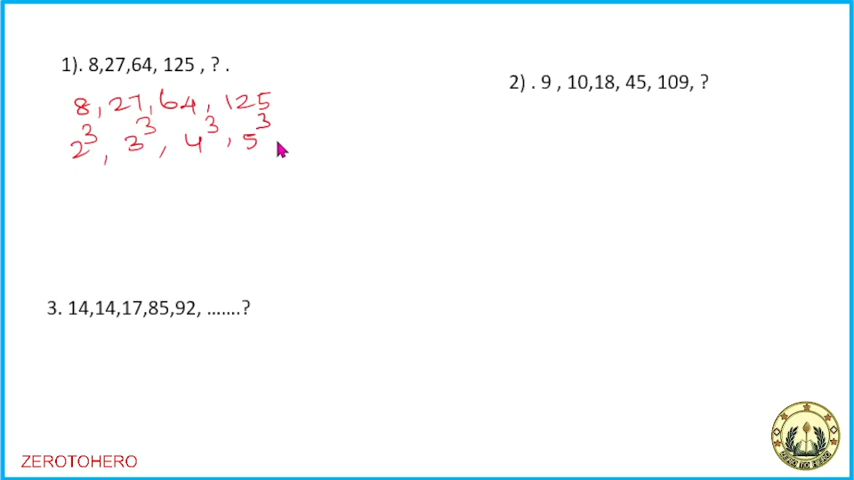 1). 8,27,64, 125 , ? .
8, 27, 64, 125
2³, 3³, 4³, 5³
2) . 9 , 10,18, 45, 109, ?
3. 14,14,17,85,92, .......?
ZEROTOHERO